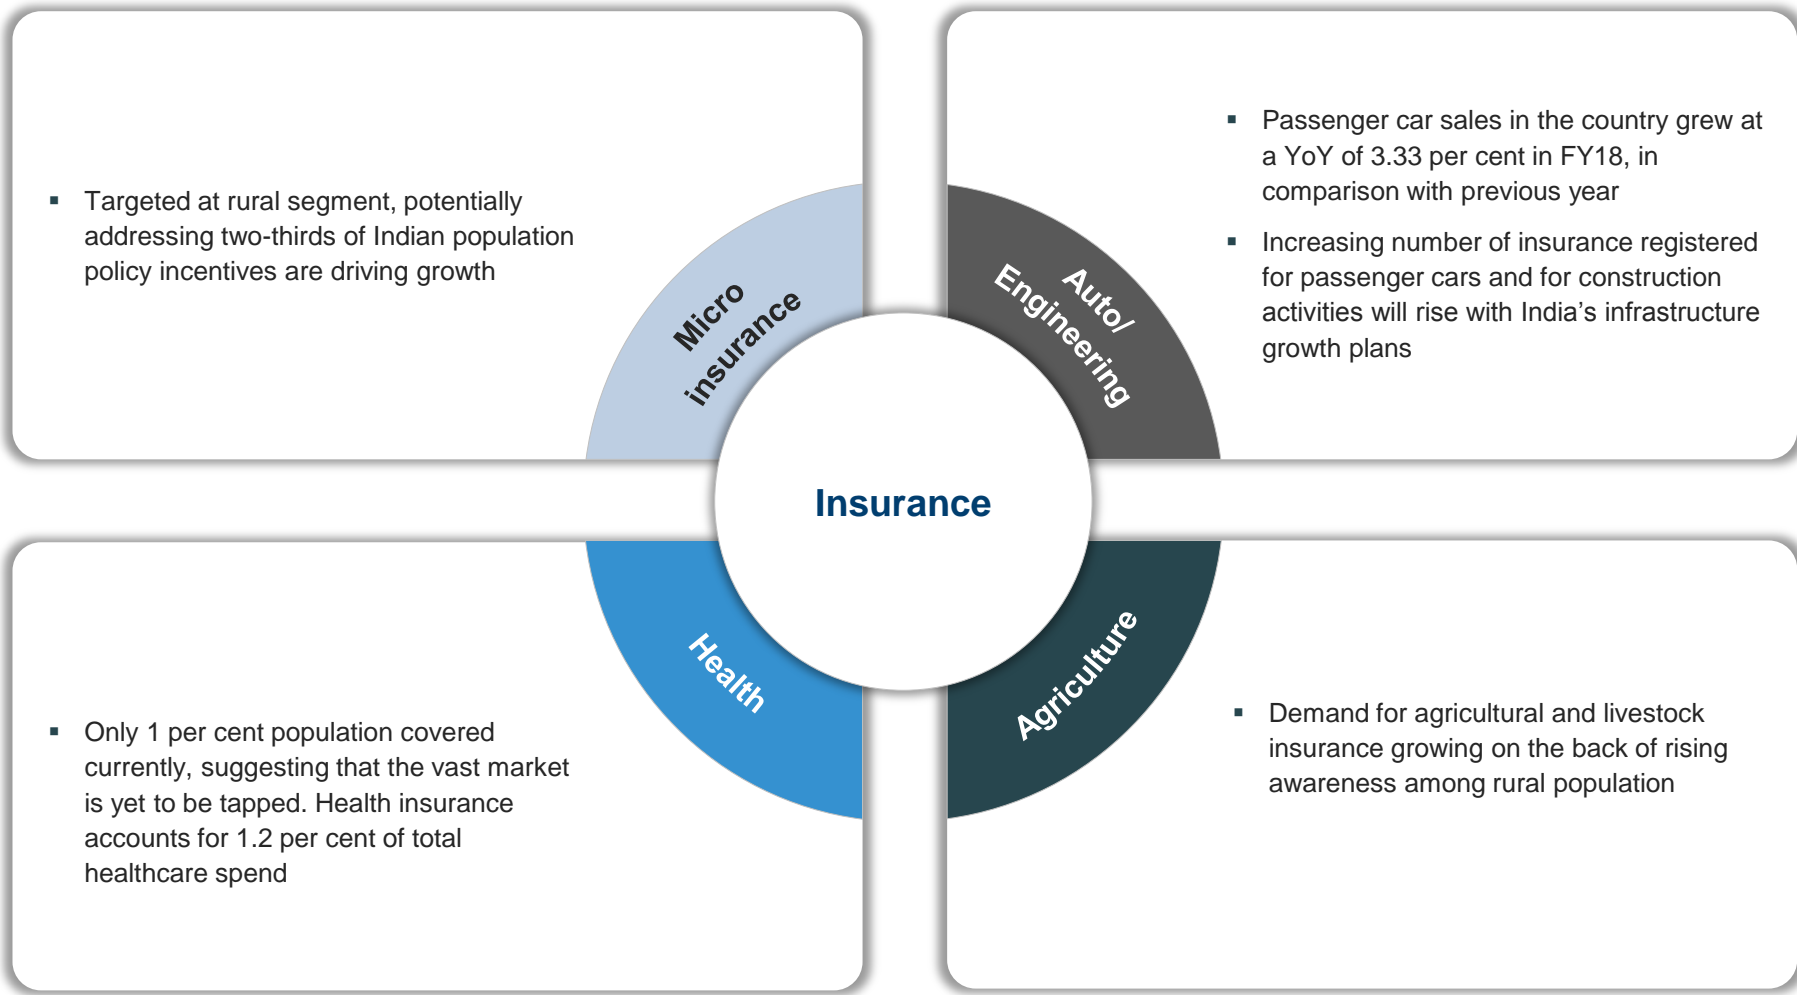 ▪ Targeted at rural segment, potentially
addressing two-thirds of Indian population
policy incentives are driving growth
Micro
insurance
▪ Passenger car sales in the country grew at
a YoY of 3.33 per cent in FY18, in
comparison with previous year
▪ Increasing number of insurance registered
for passenger cars and for construction
activities will rise with India’s infrastructure
growth plans
Auto/
Engineering
Insurance
▪ Only 1 per cent population covered
currently, suggesting that the vast market
is yet to be tapped. Health insurance
accounts for 1.2 per cent of total
healthcare spend
Health
Agriculture
▪ Demand for agricultural and livestock
insurance growing on the back of rising
awareness among rural population